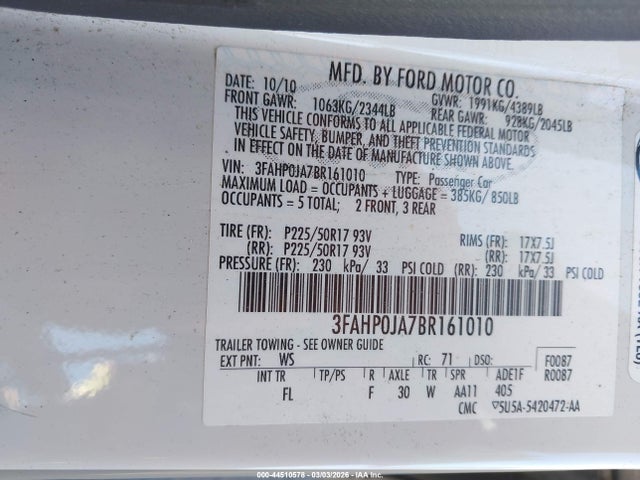 MFD. BY FORD MOTOR CO.
DATE: 10/10 GVWR: 1991KG/4389LB
FRONT GAWR: 1063KG/2344LB REAR GAWR: 928KG/2045LB
THIS VEHICLE CONFORMS TO ALL APPLICABLE FEDERAL MOTOR
VEHICLE SAFETY, BUMPER, AND THEFT PREVENTION STANDARDS
IN EFFECT ON THE DATE OF MANUFACTURE SHOWN ABOVE.
VIN: 3FAHP0JA7BR161010 TYPE: Passenger Car
MAXIMUM LOAD = OCCUPANTS + LUGGAGE = 385KG/ 850LB
OCCUPANTS = 5 TOTAL; 2 FRONT, 3 REAR
TIRE (FR): P225/50R17 93V RIMS (FR): 17X7.5J
(RR): P225/50R17 93V (RR): 17X7.5J
PRESSURE (FR): 230 kPa/ 33 PSI COLD (RR): 230 kPa/ 33 PSI COLD
3FAHP0JA7BR161010
TRAILER TOWING - SEE OWNER GUIDE
EXT PNT: WS RC: 71 DSO: F0087
INT TR TP/PS R AXLE TR SPR ADE1F R0087
FL F 30 W AA11 405
CMC 5U5A-5420472-AA
000-44510578 - 03/03/2026 - IAA Inc.